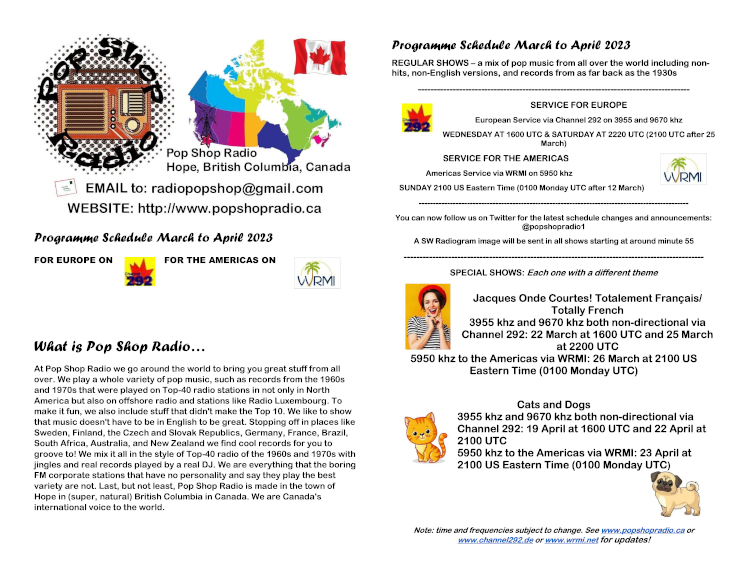 Pop Shop
Radio
Pop Shop Radio
Hope, British Columbia, Canada
EMAIL to: radiopopshop@gmail.com
WEBSITE: http://www.popshopradio.ca
Programme Schedule March to April 2023
FOR EUROPE ON
292
FOR THE AMERICAS ON
WRMI
What is Pop Shop Radio…
At Pop Shop Radio we go around the world to bring you great stuff from all
over. We play a whole variety of pop music, such as records from the 1960s
and 1970s that were played on Top-40 radio stations in not only in North
America but also on offshore radio and stations like Radio Luxembourg. To
make it fun, we also include stuff that didn't make the Top 10. We like to show
that music doesn't have to be in English to be great. Stopping off in places like
Sweden, Finland, the Czech and Slovak Republics, Germany, France, Brazil,
South Africa, Australia, and New Zealand we find cool records for you to
groove to! We mix it all in the style of Top-40 radio of the 1960s and 1970s with
jingles and real records played by a real DJ. We are everything that the boring
FM corporate stations that have no personality and say they play the best
variety are not. Last, but not least, Pop Shop Radio is made in the town of
Hope in (super, natural) British Columbia in Canada. We are Canada's
international voice to the world.
Programme Schedule March to April 2023
REGULAR SHOWS – a mix of pop music from all over the world including non-
hits, non-English versions, and records from as far back as the 1930s
SERVICE FOR EUROPE
292
European Service via Channel 292 on 3955 and 9670 khz
WEDNESDAY AT 1600 UTC & SATURDAY AT 2220 UTC (2100 UTC after 25
March)
SERVICE FOR THE AMERICAS
Americas Service via WRMI on 5950 khz
WRMI
SUNDAY 2100 US Eastern Time (0100 Monday UTC after 12 March)
You can now follow us on Twitter for the latest schedule changes and announcements:
@popshopradio1
A SW Radiogram image will be sent in all shows starting at around minute 55
SPECIAL SHOWS: Each one with a different theme
Jacques Onde Courtes! Totalement Français/
Totally French
3955 khz and 9670 khz both non-directional via
Channel 292: 22 March at 1600 UTC and 25 March
at 2200 UTC
5950 khz to the Americas via WRMI: 26 March at 2100 US
Eastern Time (0100 Monday UTC)
Cats and Dogs
3955 khz and 9670 khz both non-directional via
Channel 292: 19 April at 1600 UTC and 22 April at
2100 UTC
5950 khz to the Americas via WRMI: 23 April at
2100 US Eastern Time (0100 Monday UTC)
Note: time and frequencies subject to change. See www.popshopradio.ca or
www.channel292.de or www.wrmi.net for updates!